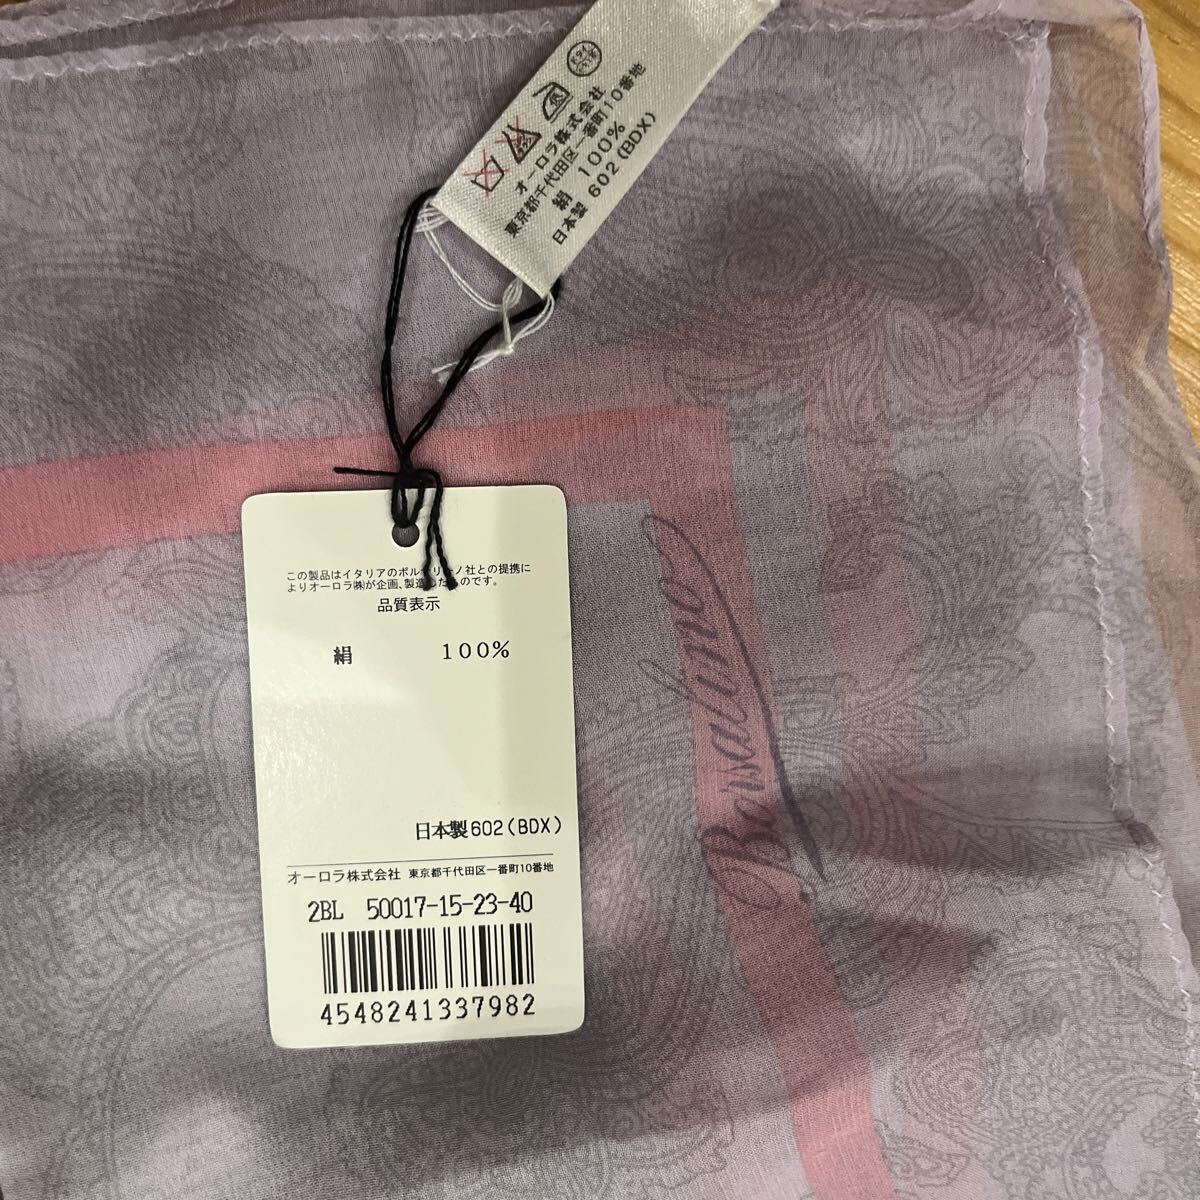 オーロラ株式会社
東京都千代田区一番町10番地
絹 100%
日本製 602(BDX)
この製品はイタリアのボルサリーノ社との提携に
よりオーロラ㈱が企画、製造したものです。
品質表示
絹 100%
日本製602(BDX)
オーロラ株式会社 東京都千代田区一番町10番地
2BL 50017-15-23-40
4548241337982
Borsalino